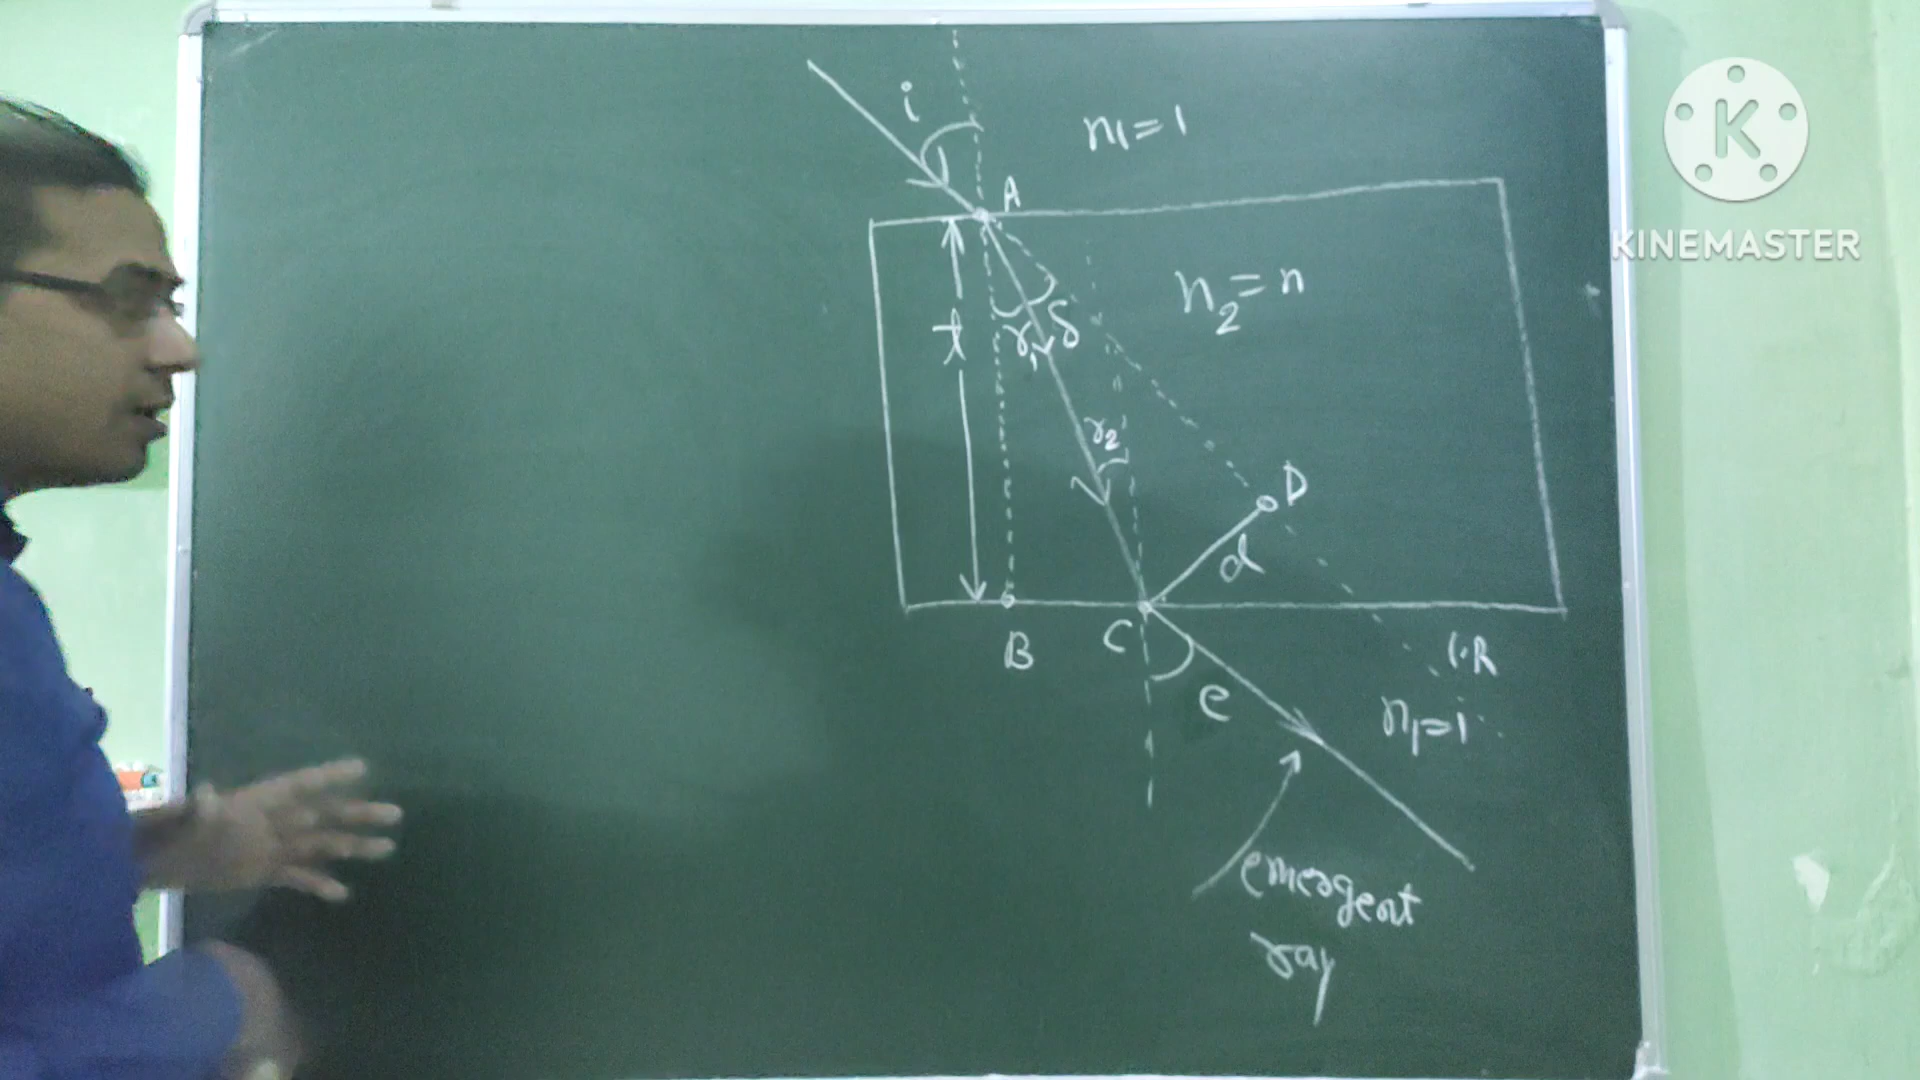 i
n₁=1
A
n₂=n
t
r₁
δ
r₂
D
d
B
C
I.R
e
n₁=1
emergent
ray
K
KINEMASTER